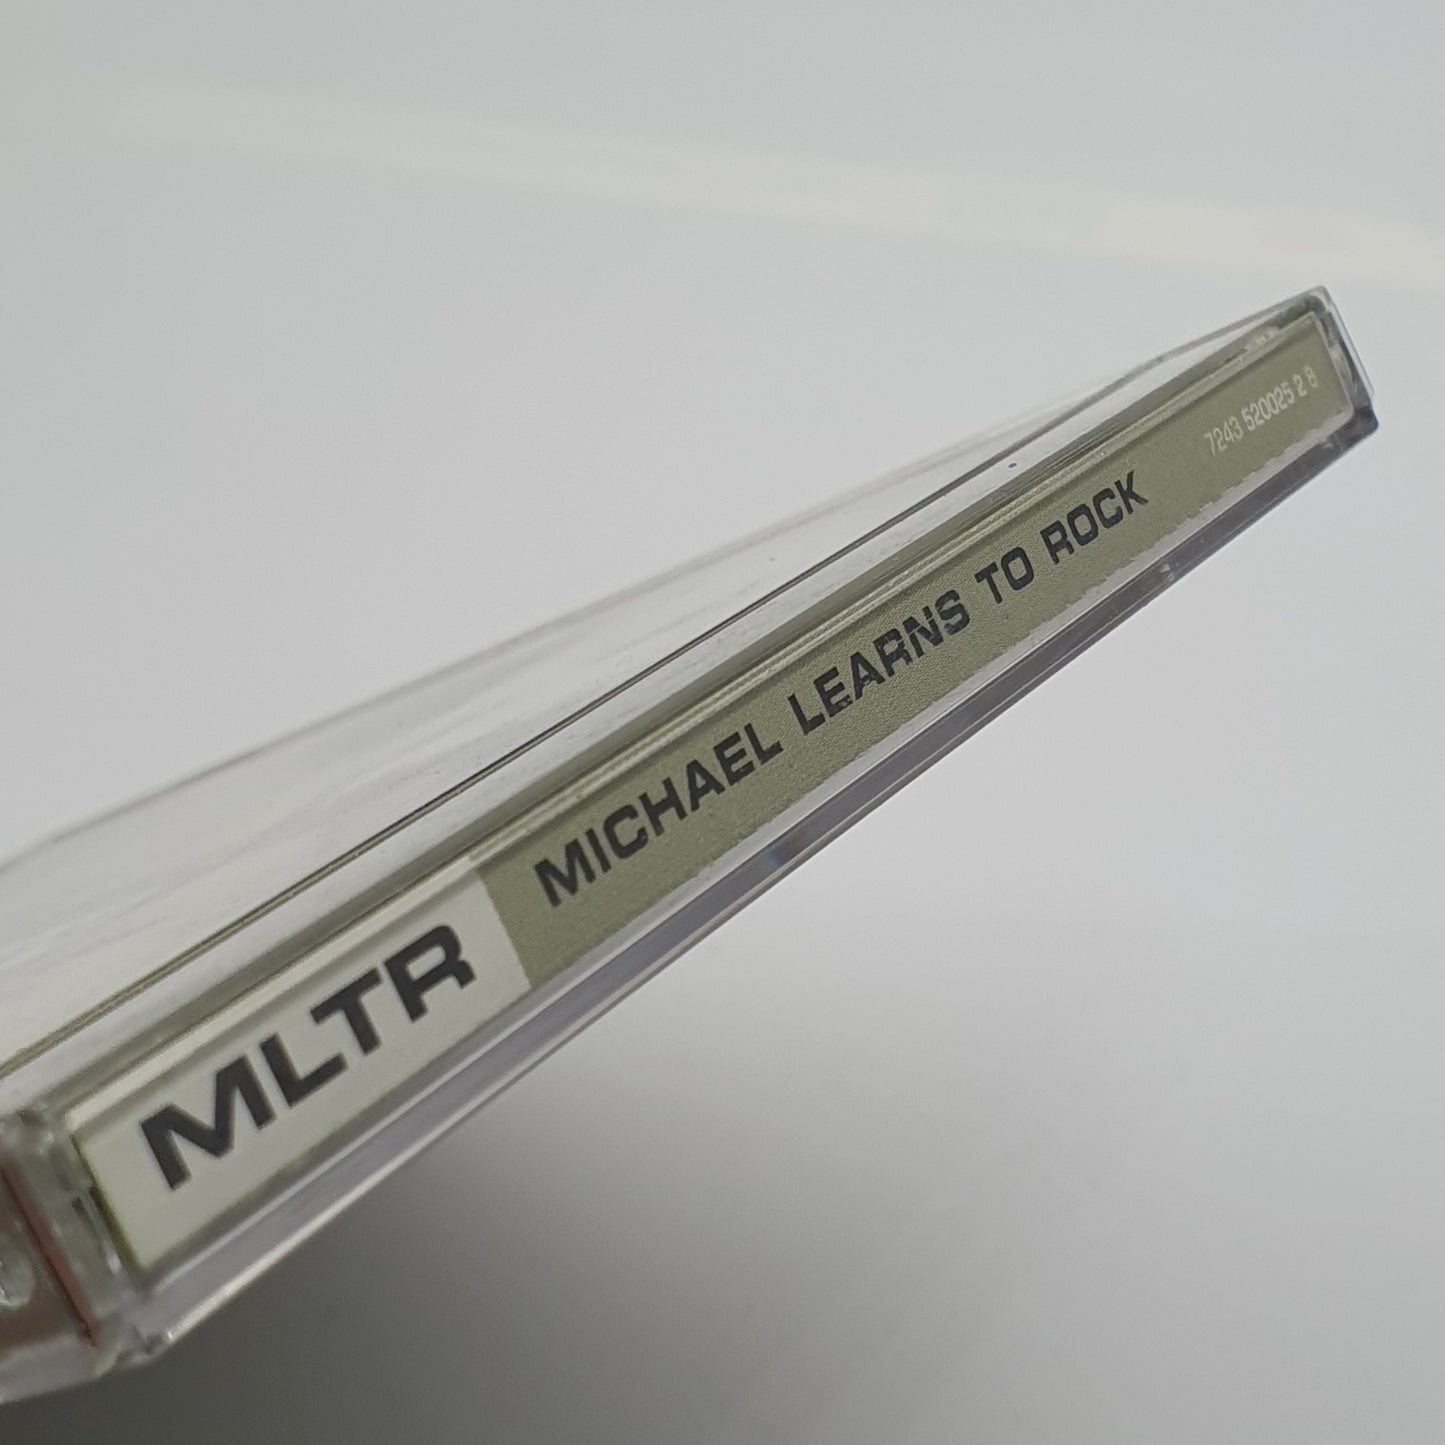 MLTR MICHAEL LEARNS TO ROCK 7243 520025 2 8